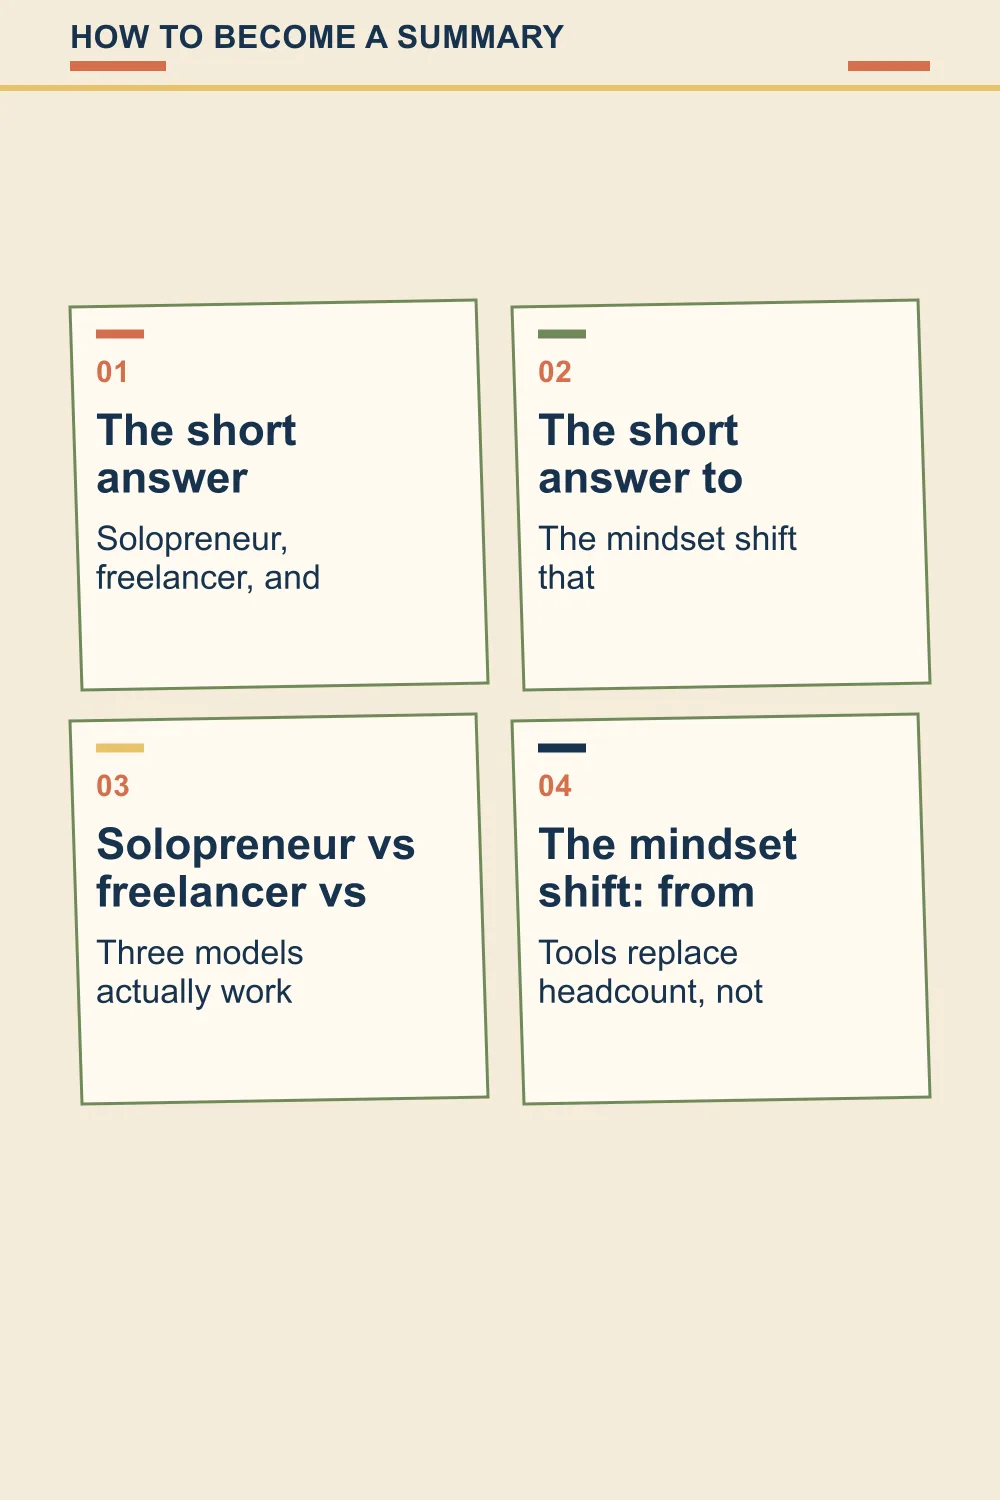 HOW TO BECOME A SUMMARY
01
The short
answer
Solopreneur,
freelancer, and
02
The short
answer to
The mindset shift
that
03
Solopreneur vs
freelancer vs
Three models
actually work
04
The mindset
shift: from
Tools replace
headcount, not